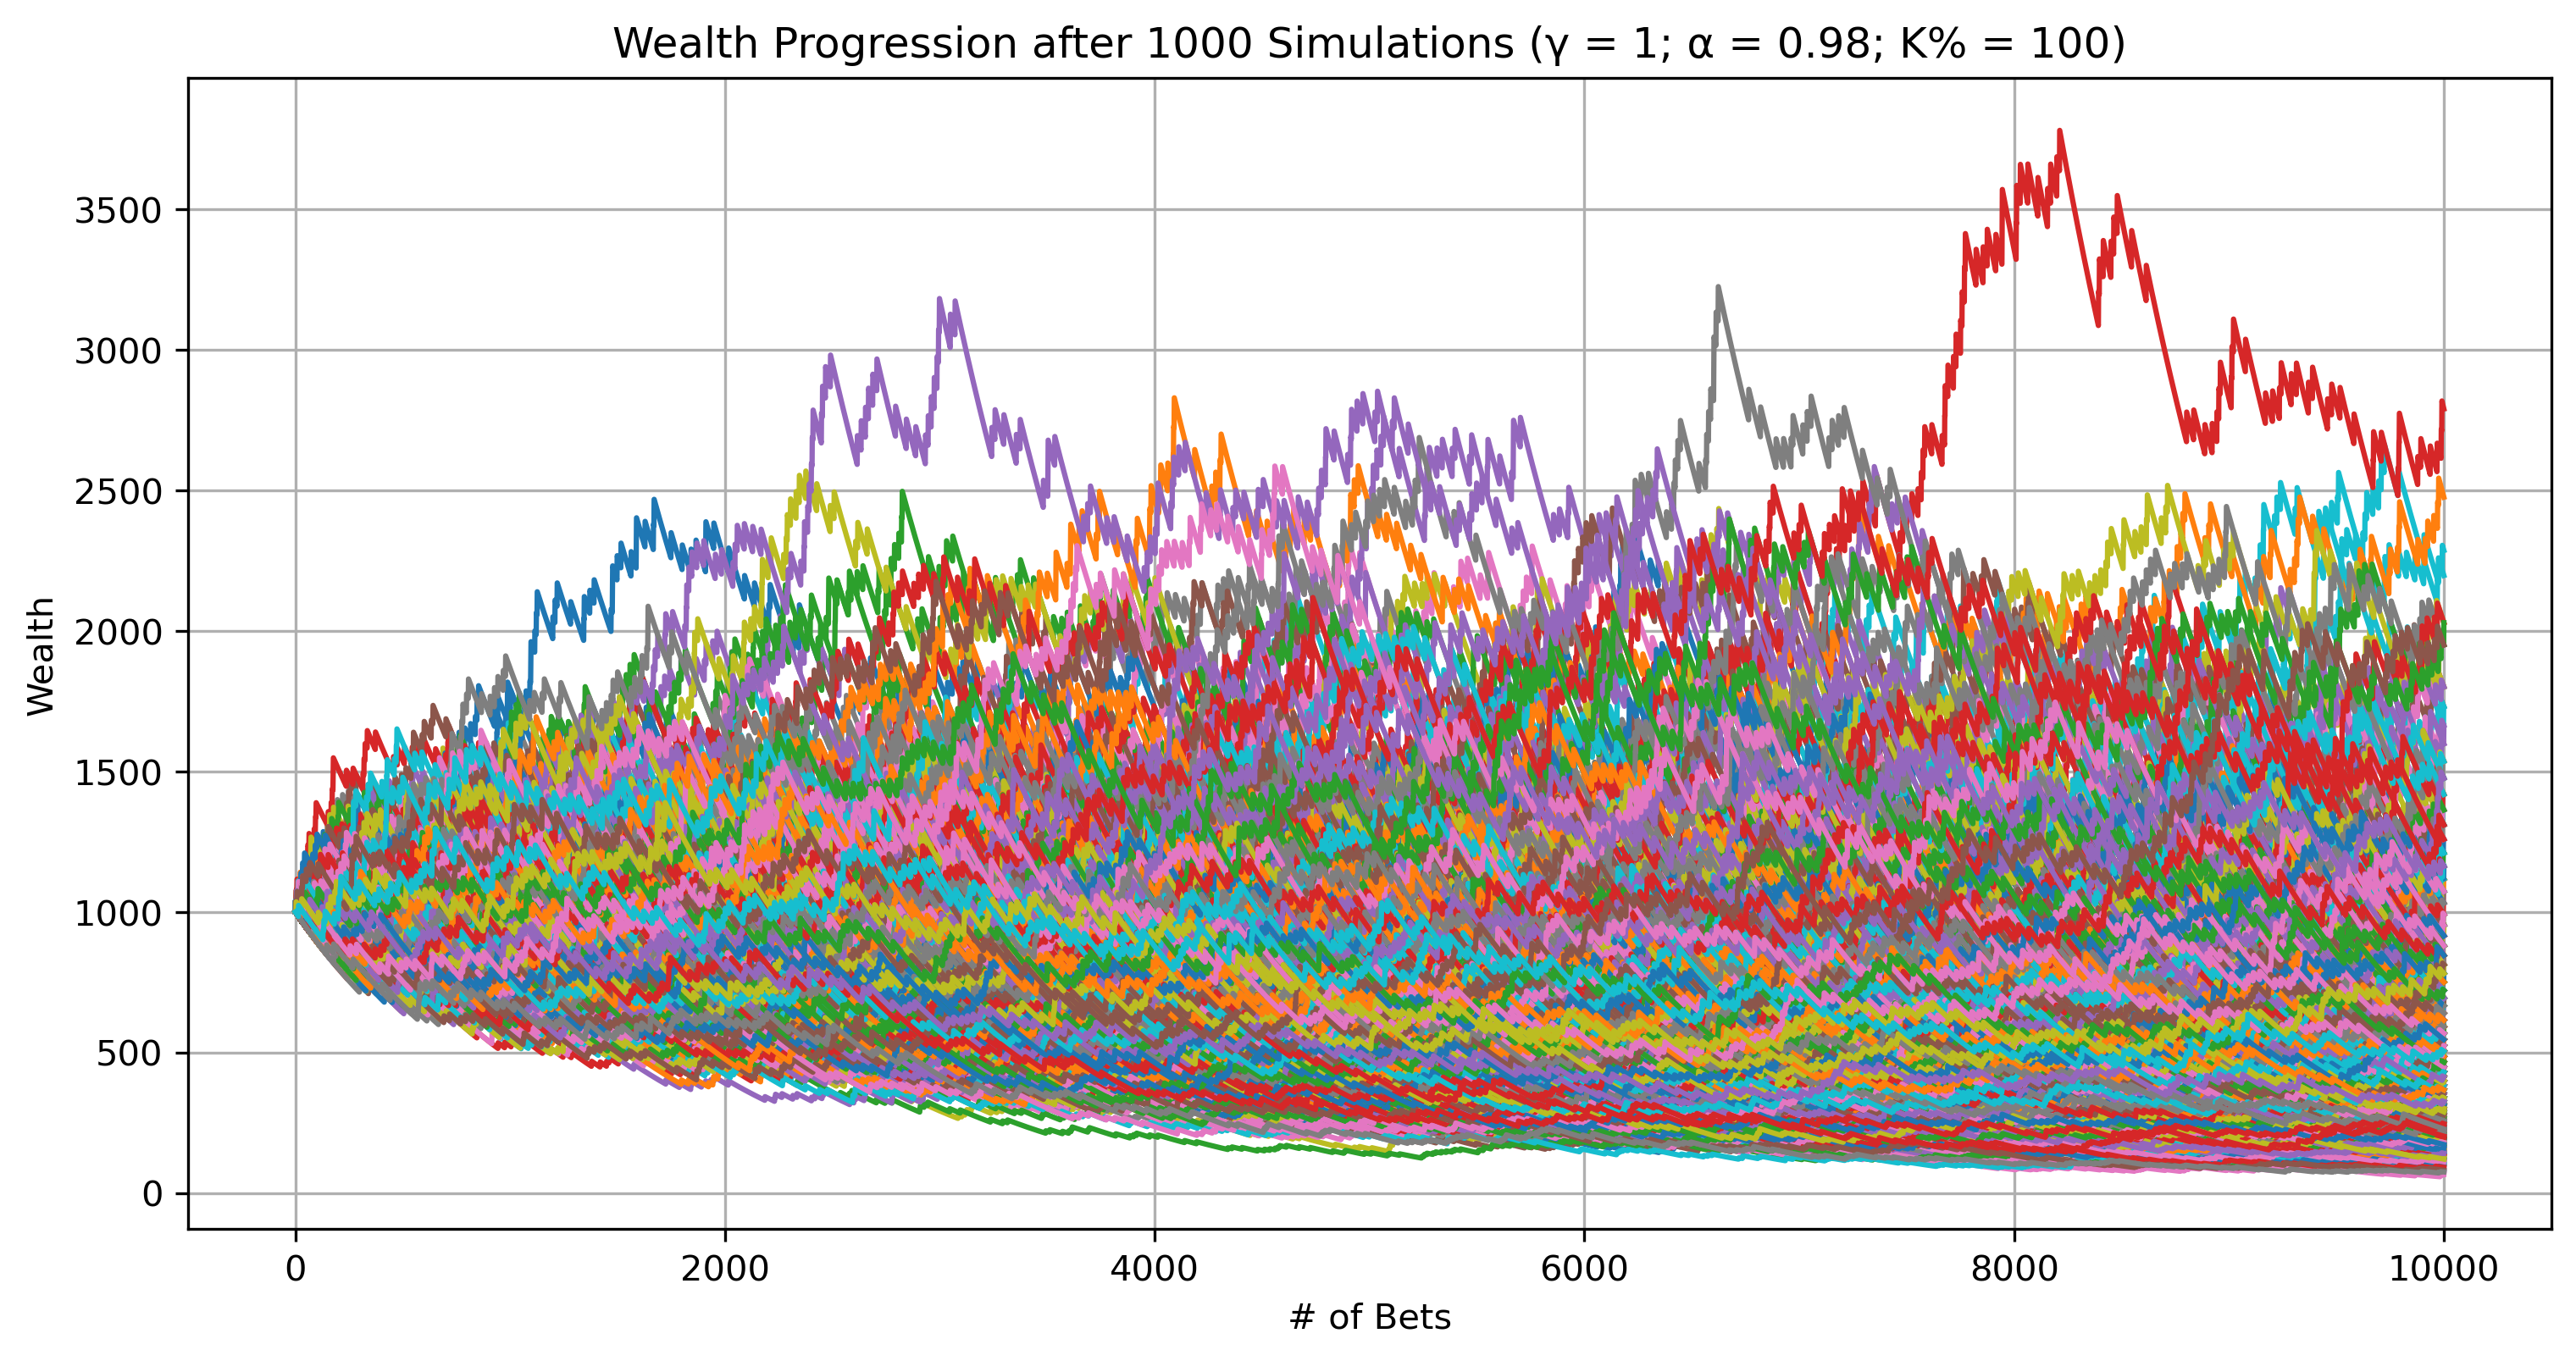 Wealth Progression after 1000 Simulations (γ = 1; α = 0.98; K% = 100)
3500
3000
2500
2000
1500
1000
500
0
Wealth
0 2000 4000 6000 8000 10000
# of Bets